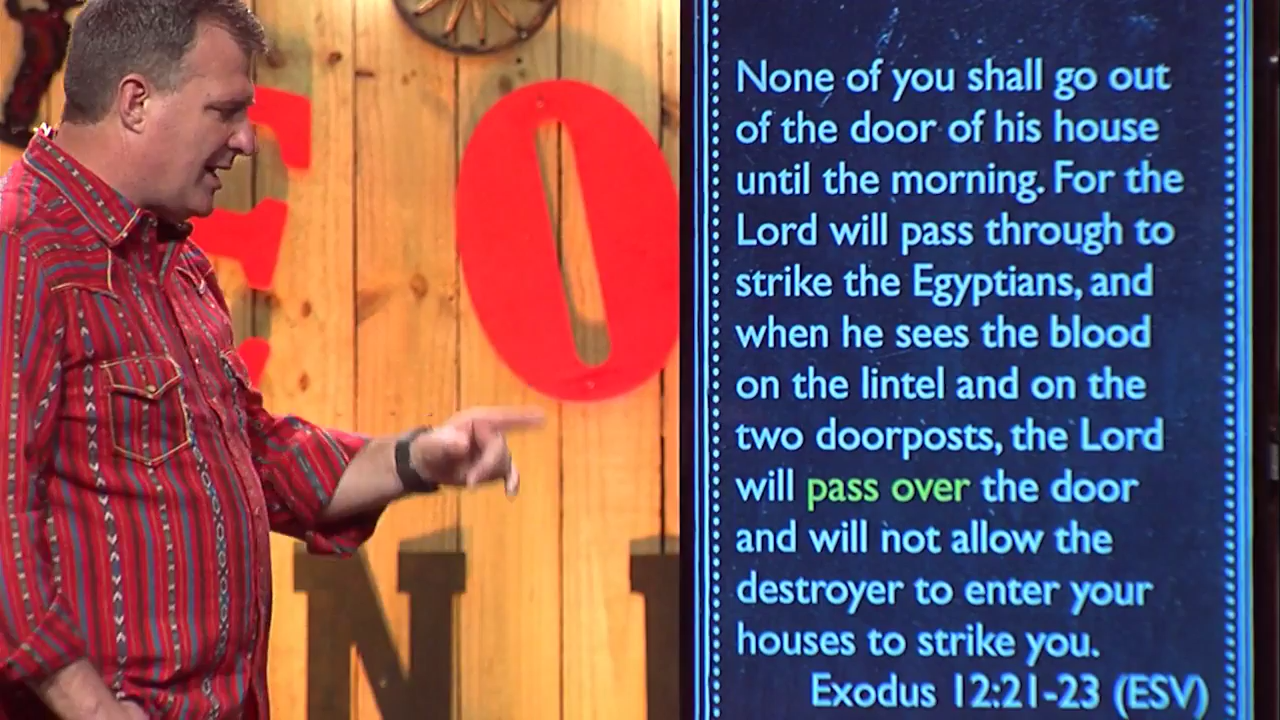 E O
N
None of you shall go out
of the door of his house
until the morning. For the
Lord will pass through to
strike the Egyptians, and
when he sees the blood
on the lintel and on the
two doorposts, the Lord
will pass over the door
and will not allow the
destroyer to enter your
houses to strike you.
Exodus 12:21-23 (ESV)